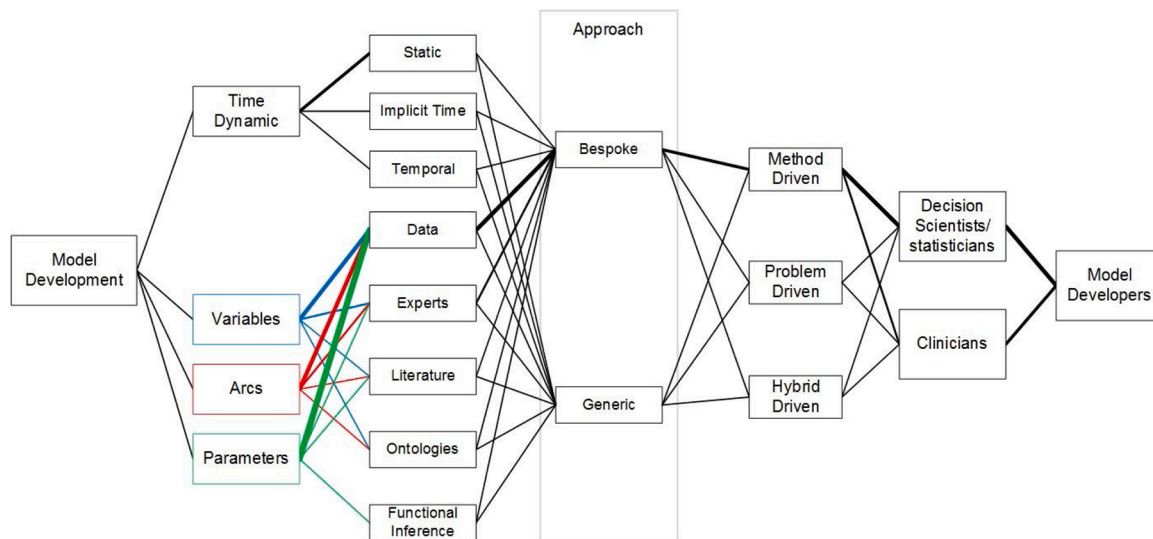 Approach
Static
Time
Dynamic
Implicit Time
Temporal
Bespoke
Method
Driven
Data
Decision
Scientists/
statisticians
Model
Development
Problem
Driven
Model
Developers
Variables
Experts
Clinicians
Arcs
Literature
Generic
Hybrid
Driven
Parameters
Ontologies
Functional
Inference